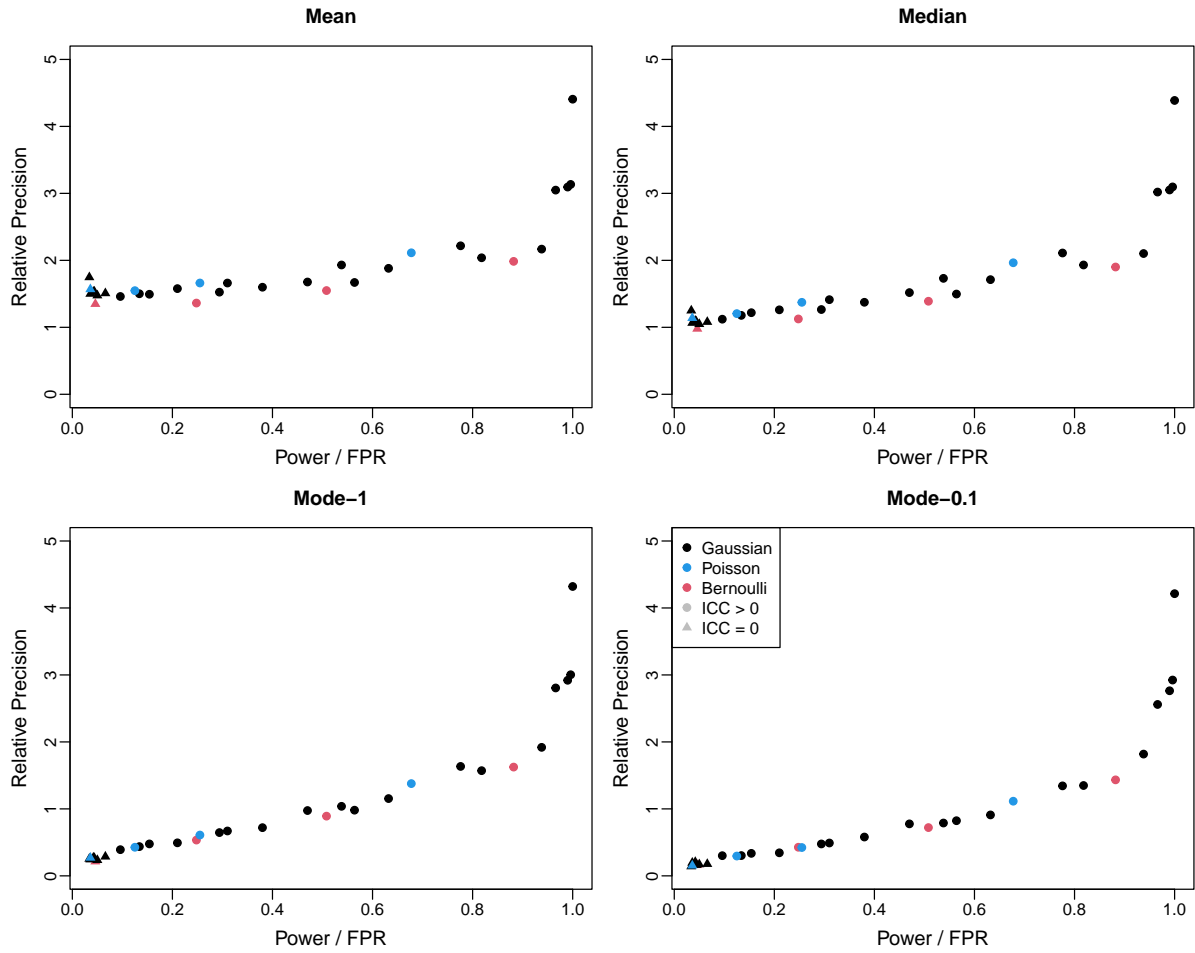 Mean
Relative Precision
5
4
3
2
1
0
0.0 0.2 0.4 0.6 0.8 1.0
Power / FPR
Median
Relative Precision
5
4
3
2
1
0
0.0 0.2 0.4 0.6 0.8 1.0
Power / FPR
Mode−1
Relative Precision
5
4
3
2
1
0
0.0 0.2 0.4 0.6 0.8 1.0
Power / FPR
Mode−0.1
Relative Precision
5
4
3
2
1
0
Gaussian
Poisson
Bernoulli
ICC > 0
ICC = 0
0.0 0.2 0.4 0.6 0.8 1.0
Power / FPR